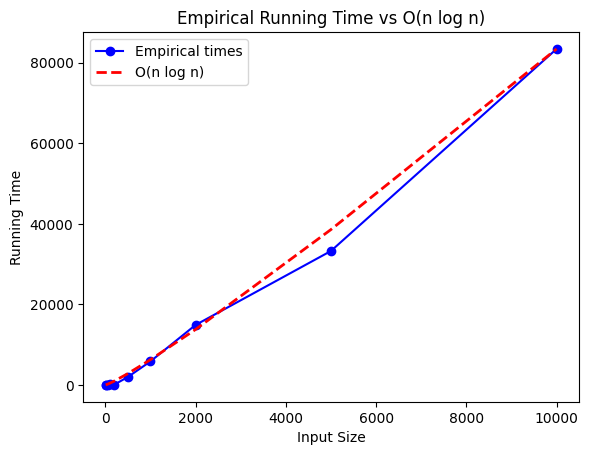 Empirical Running Time vs O(n log n)
Empirical times
O(n log n)
80000
60000
40000
20000
0
Running Time
0 2000 4000 6000 8000 10000
Input Size